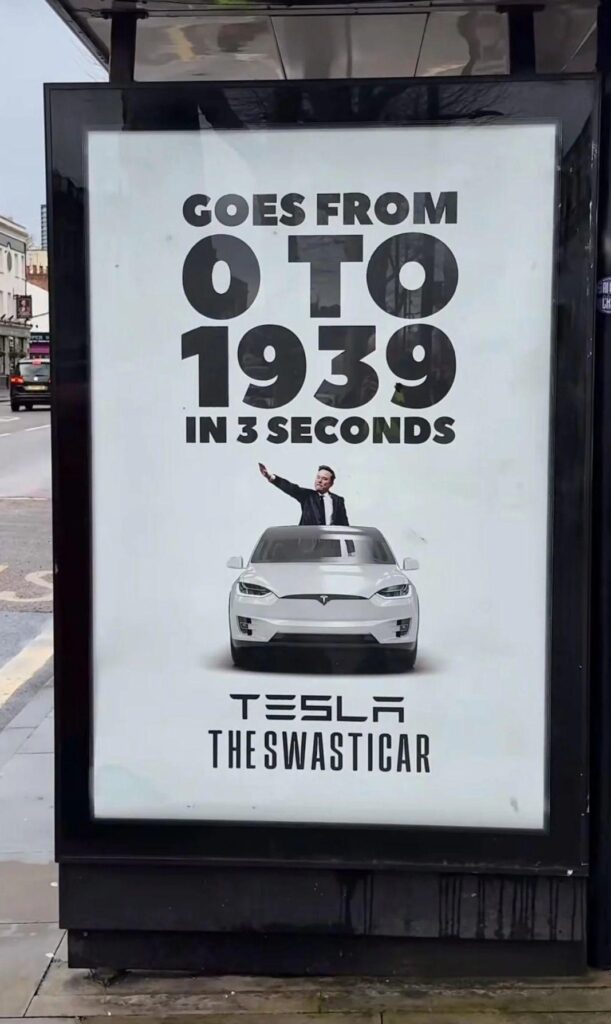 GOES FROM
0 TO
1939
IN 3 SECONDS
TESLA
THE SWASTICAR